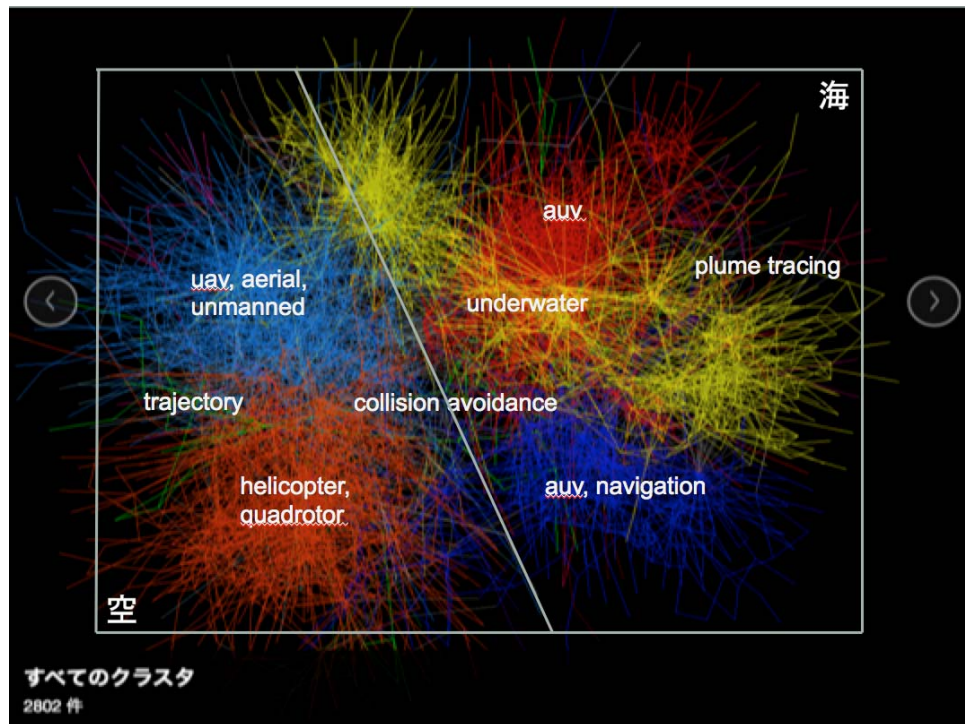 海
auv
plume tracing
uav, aerial,
unmanned
underwater
trajectory
collision avoidance
helicopter,
quadrotor
auv, navigation
空
すべてのクラスタ
2802 件